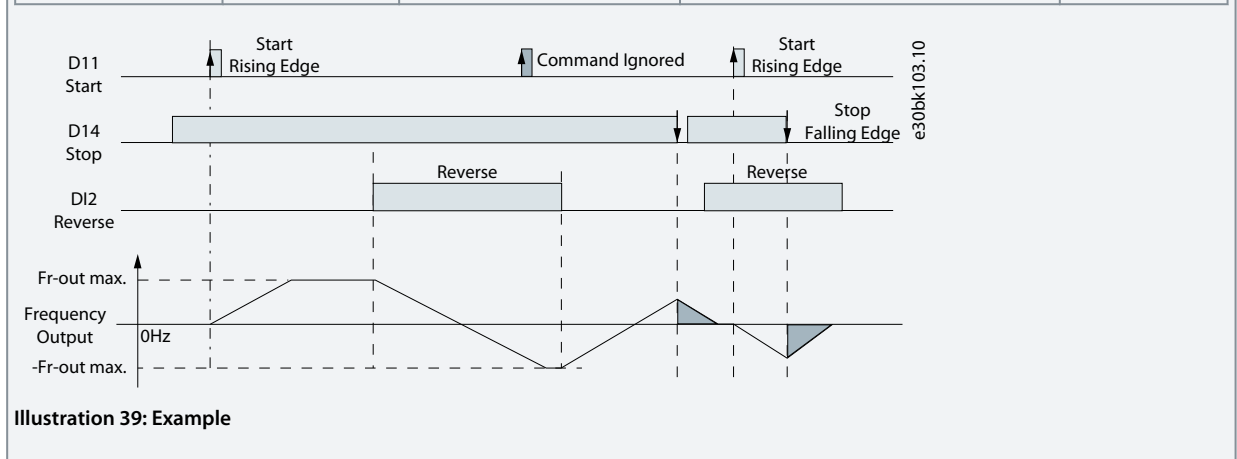 Start
Rising Edge
D11
Start
Command Ignored
Start
Rising Edge
e30bk103.10
D14
Stop
Stop
Falling Edge
DI2
Reverse
Reverse
Reverse
Fr-out max.
Frequency
Output
0Hz
-Fr-out max.
Illustration 39: Example